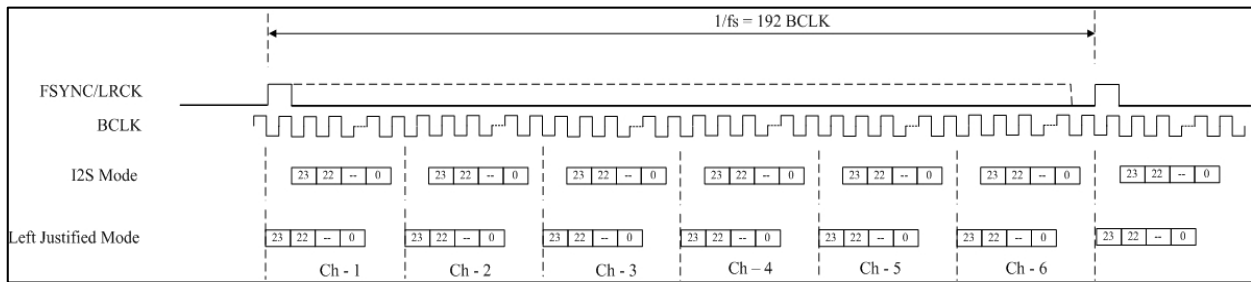 1/fs = 192 BCLK
FSYNC/LRCK
BCLK
I2S Mode 23 22 -- 0 23 22 -- 0 23 22 -- 0 23 22 -- 0 23 22 -- 0 23 22 -- 0 23 22 -- 0
Left Justified Mode 23 22 -- 0 23 22 -- 0 23 22 -- 0 23 22 -- 0 23 22 -- 0 23 22 -- 0 23 22 -- 0
Ch - 1 Ch - 2 Ch - 3 Ch – 4 Ch - 5 Ch - 6